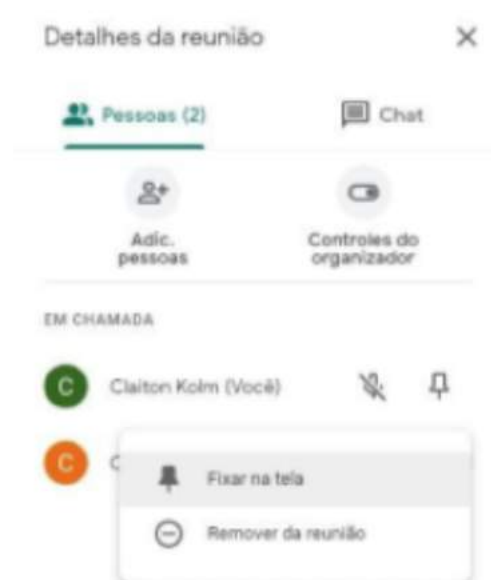 Detalhes da reunião
Pessoas (2)
Chat
Adic.
pessoas
Controles do
organizador
EM CHAMADA
C
Claiton Kolm (Você)
C
C
Fixar na tela
Remover da reunião